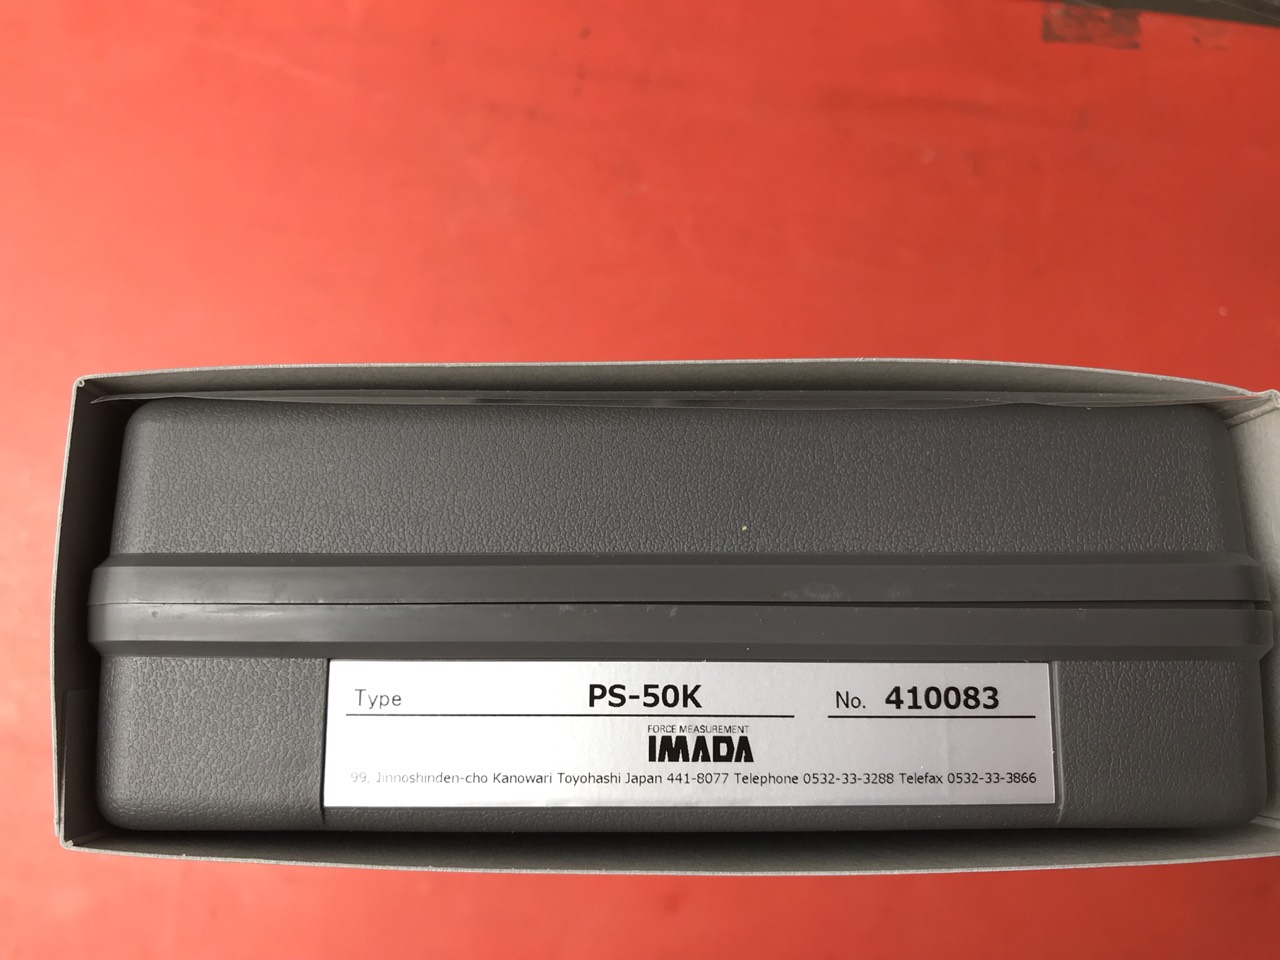 Type PS-50K No. 410083
FORCE MEASUREMENT
IMADA
99, Jinnoshinden-cho Kanowari Toyohashi Japan 441-8077 Telephone 0532-33-3288 Telefax 0532-33-3866